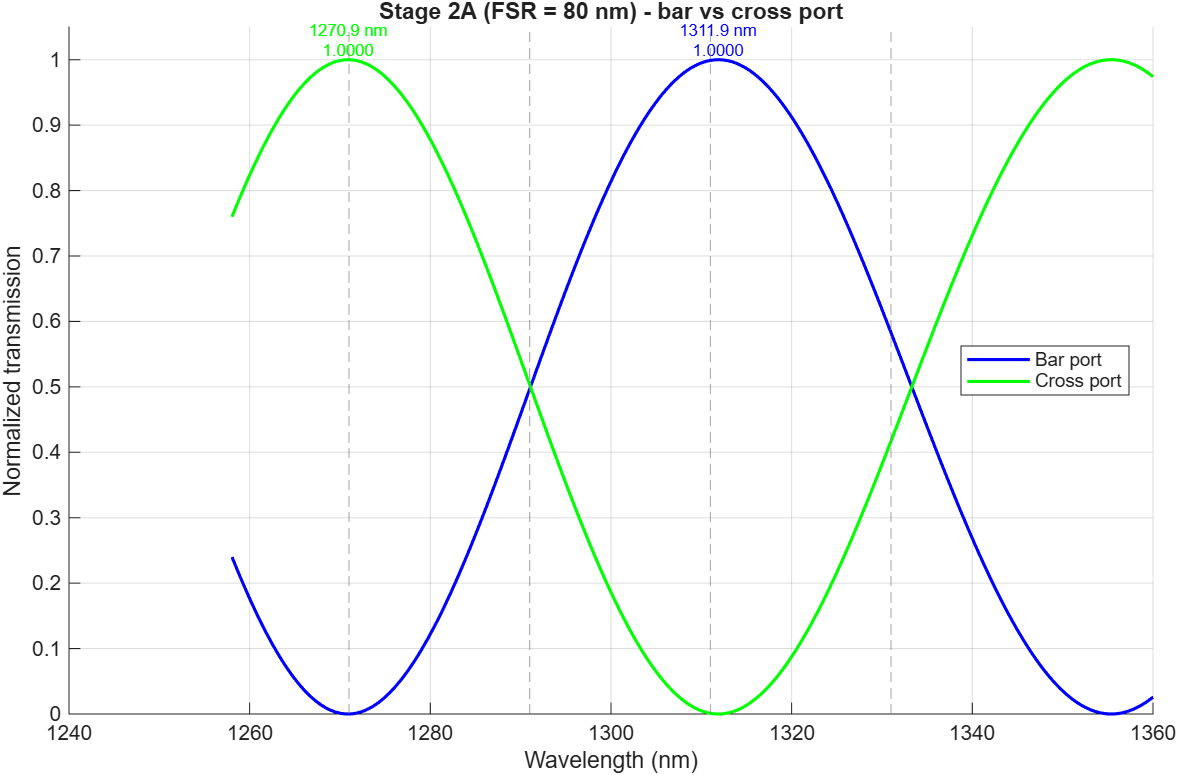 Stage 2A (FSR = 80 nm) - bar vs cross port
1270.9 nm
1.0000
1311.9 nm
1.0000
Normalized transmission
1
0.9
0.8
0.7
0.6
0.5
0.4
0.3
0.2
0.1
0
Bar port
Cross port
1240
1260
1280
1300
1320
1340
1360
Wavelength (nm)